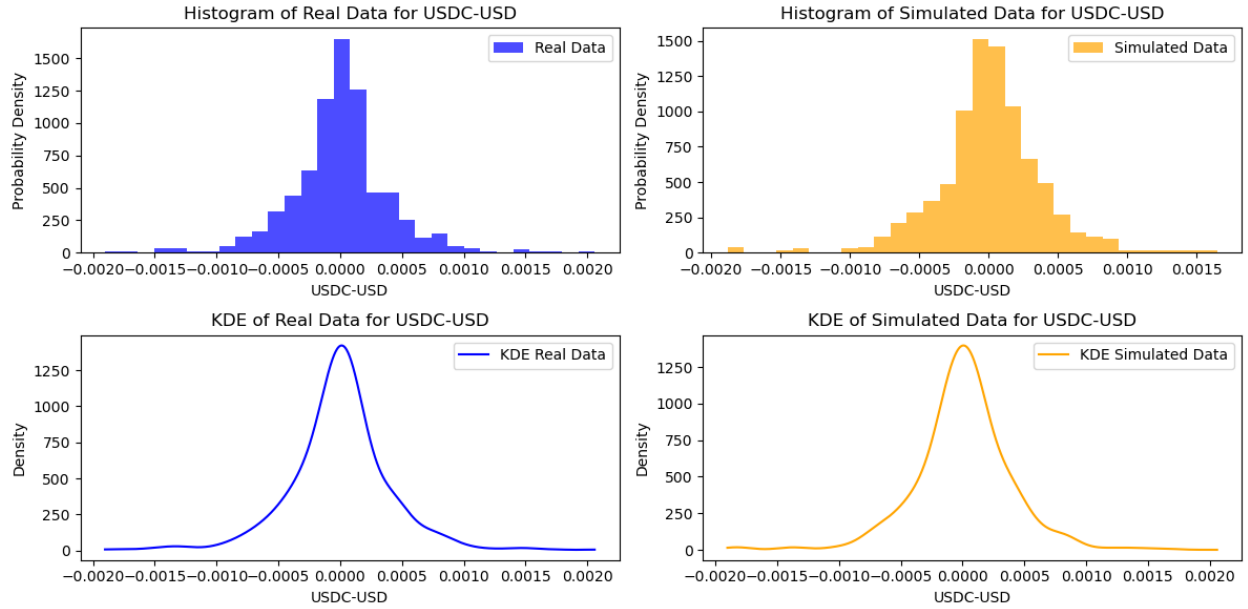 Histogram of Real Data for USDC-USD
Real Data
Probability Density
1500
1250
1000
750
500
250
0
−0.0020 −0.0015 −0.0010 −0.0005 0.0000 0.0005 0.0010 0.0015 0.0020
USDC-USD
Histogram of Simulated Data for USDC-USD
Simulated Data
Probability Density
1500
1250
1000
750
500
250
0
−0.0020 −0.0015 −0.0010 −0.0005 0.0000 0.0005 0.0010 0.0015
USDC-USD
KDE of Real Data for USDC-USD
KDE Real Data
Density
1250
1000
750
500
250
0
−0.0020 −0.0015 −0.0010 −0.0005 0.0000 0.0005 0.0010 0.0015 0.0020
USDC-USD
KDE of Simulated Data for USDC-USD
KDE Simulated Data
Density
1250
1000
750
500
250
0
−0.0020 −0.0015 −0.0010 −0.0005 0.0000 0.0005 0.0010 0.0015 0.0020
USDC-USD